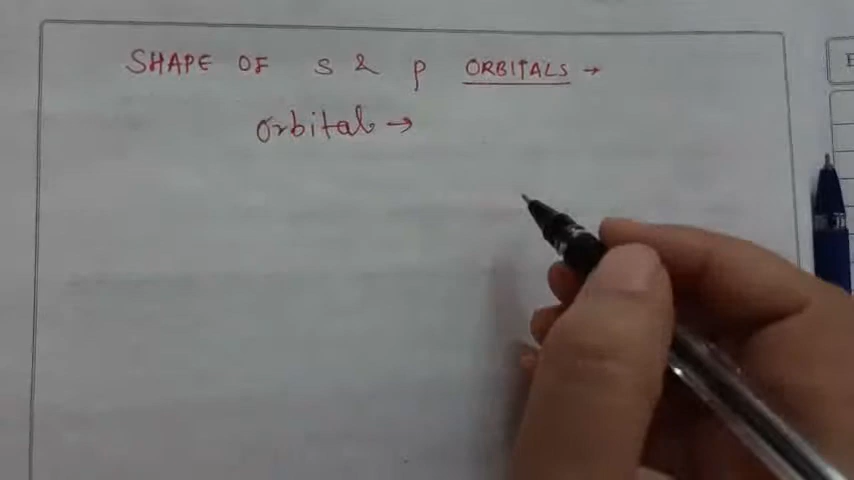 SHAPE OF s & p ORBITALS →
Orbital →